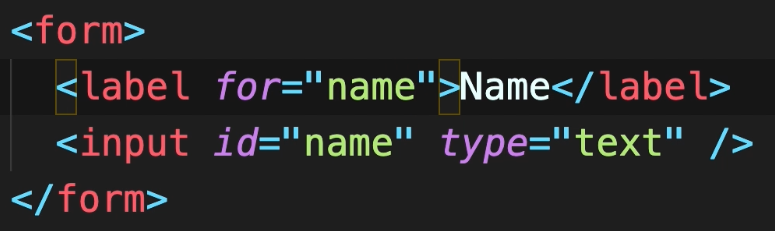 <form>
  <label for="name">Name</label>
  <input id="name" type="text" />
</form>